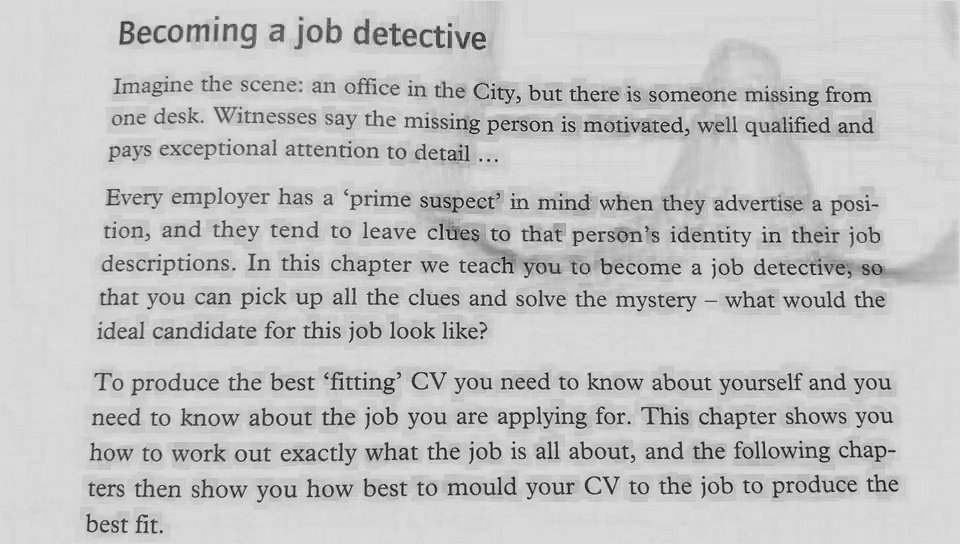 Becoming a job detective
Imagine the scene: an office in the City, but there is someone missing from
one desk. Witnesses say the missing person is motivated, well qualified and
pays exceptional attention to detail …
Every employer has a ‘prime suspect’ in mind when they advertise a posi-
tion, and they tend to leave clues to that person’s identity in their job
descriptions. In this chapter we teach you to become a job detective, so
that you can pick up all the clues and solve the mystery – what would the
ideal candidate for this job look like?
To produce the best ‘fitting’ CV you need to know about yourself and you
need to know about the job you are applying for. This chapter shows you
how to work out exactly what the job is all about, and the following chap-
ters then show you how best to mould your CV to the job to produce the
best fit.